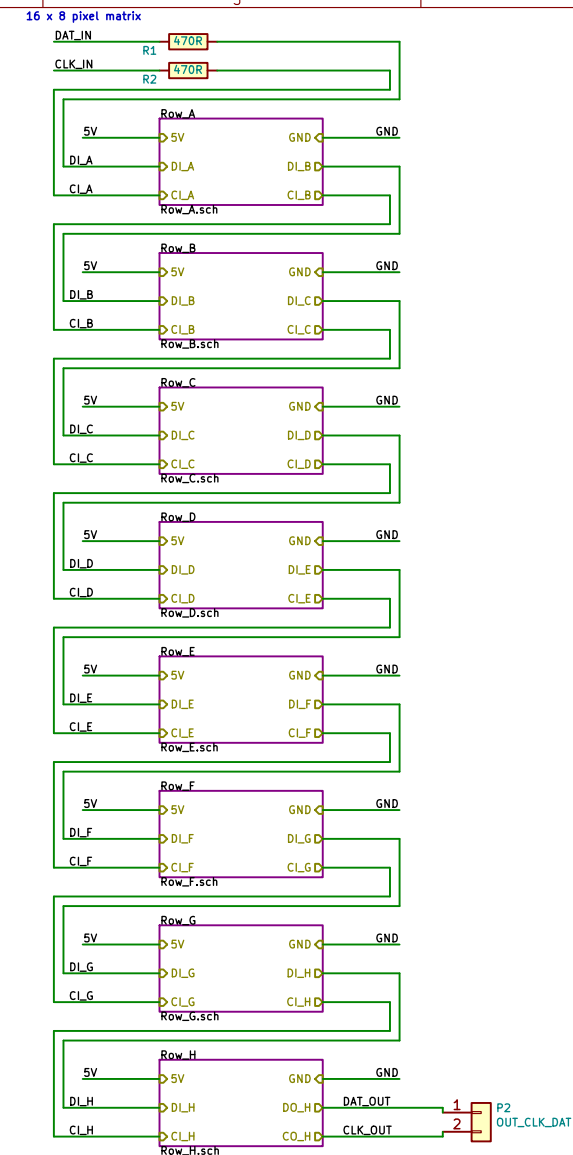 16 x 8 pixel matrix
DAT_IN
R1 470R
CLK_IN
R2 470R
Row_A
5V 5V GND GND
DI_A DI_A DI_B
CI_A CI_A CI_B
Row_A.sch
Row_B
5V 5V GND GND
DI_B DI_B DI_C
CI_B CI_B CI_C
Row_B.sch
Row_C
5V 5V GND GND
DI_C DI_C DI_D
CI_C CI_C CI_D
Row_C.sch
Row_D
5V 5V GND GND
DI_D DI_D DI_E
CI_D CI_D CI_E
Row_D.sch
Row_E
5V 5V GND GND
DI_E DI_E DI_F
CI_E CI_E CI_F
Row_E.sch
Row_F
5V 5V GND GND
DI_F DI_F DI_G
CI_F CI_F CI_G
Row_F.sch
Row_G
5V 5V GND GND
DI_G DI_G DI_H
CI_G CI_G CI_H
Row_G.sch
Row_H
5V 5V GND GND
DI_H DI_H DO_H DAT_OUT 1 P2
CI_H CI_H CO_H CLK_OUT 2 OUT_CLK_DAT
Row_H.sch